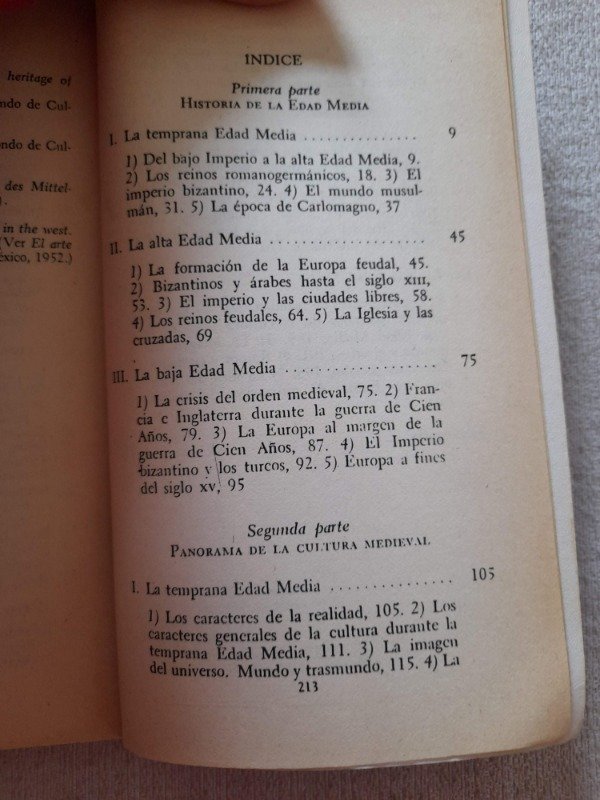 heritage of
ndo de Cul-
ndo de Cul-
des Mittel-
in the west.
(Ver El arte
éxico, 1952.)
INDICE
Primera parte
HISTORIA DE LA EDAD MEDIA
I. La temprana Edad Media ............... 9
1) Del bajo Imperio a la alta Edad Media, 9.
2) Los reinos romanogermánicos, 18. 3) El
imperio bizantino, 24. 4) El mundo musul-
mán, 31. 5) La época de Carlomagno, 37
II. La alta Edad Media .................... 45
1) La formación de la Europa feudal, 45.
2) Bizantinos y árabes hasta el siglo XIII,
53. 3) El imperio y las ciudades libres, 58.
4) Los reinos feudales, 64. 5) La Iglesia y las
cruzadas, 69
III. La baja Edad Media .................... 75
1) La crisis del orden medieval, 75. 2) Fran-
cia e Inglaterra durante la guerra de Cien
Años, 79. 3) La Europa al margen de la
guerra de Cien Años, 87. 4) El Imperio
bizantino y los turcos, 92. 5) Europa a fines
del siglo XV, 95
Segunda parte
PANORAMA DE LA CULTURA MEDIEVAL
I. La temprana Edad Media ................ 105
1) Los caracteres de la realidad, 105. 2) Los
caracteres generales de la cultura durante la
temprana Edad Media, 111. 3) La imagen
del universo. Mundo y trasmundo, 115. 4) La
213